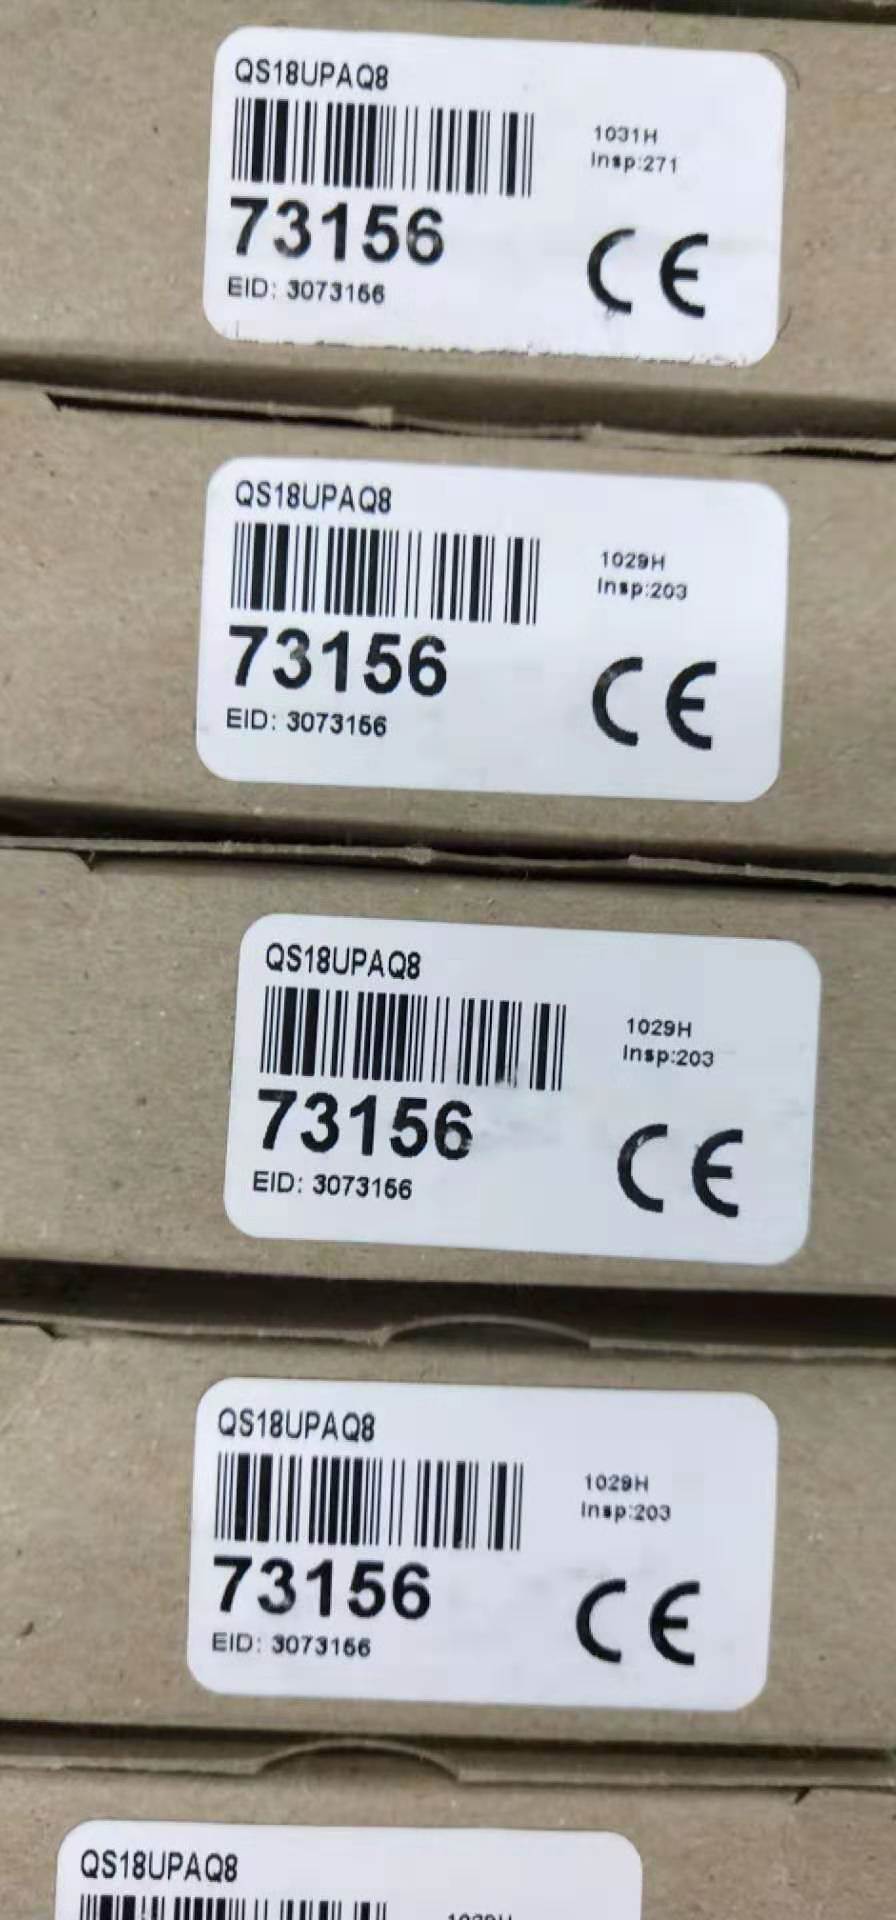 QS18UPAQ8
1031H
Insp:271
73156
EID: 3073156
CE
QS18UPAQ8
1029H
Insp:203
73156
EID: 3073156
CE
QS18UPAQ8
1029H
Insp:203
73156
EID: 3073156
CE
QS18UPAQ8
1029H
Insp:203
73156
EID: 3073156
CE
QS18UPAQ8